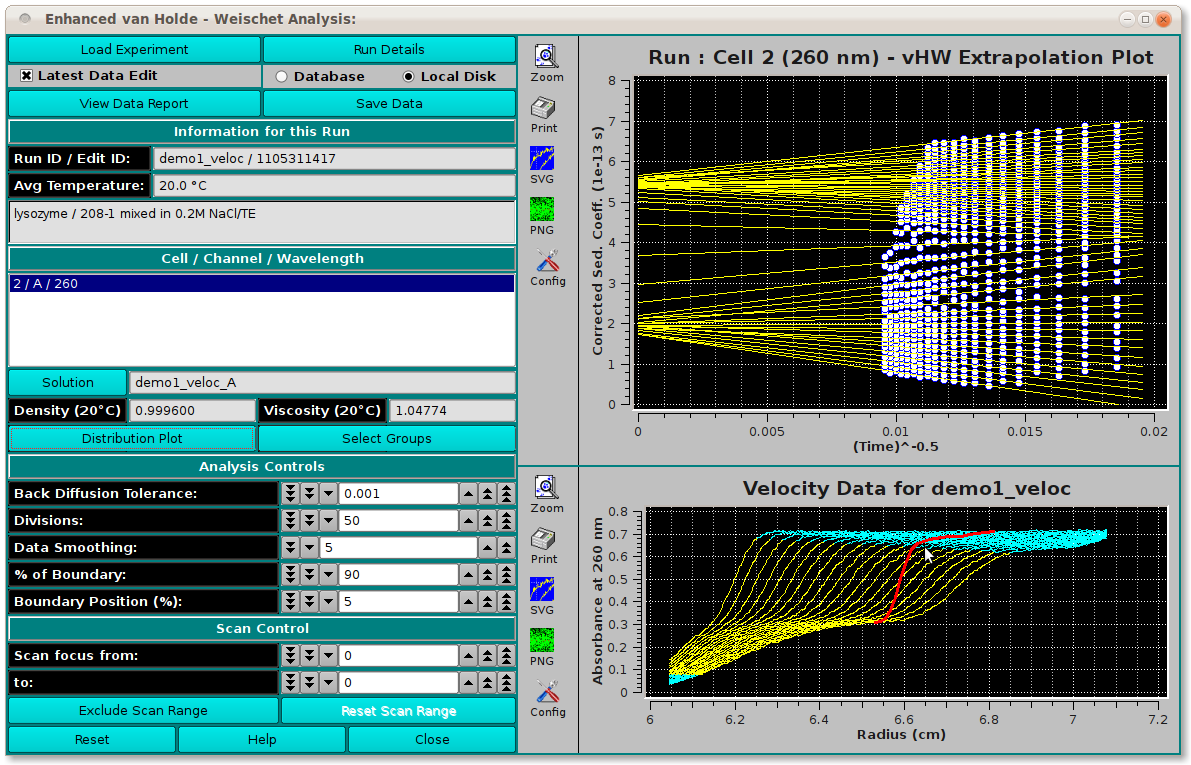 Enhanced van Holde - Weischet Analysis:
Load Experiment
Run Details
Latest Data Edit
Database
Local Disk
View Data Report
Save Data
Information for this Run
Run ID / Edit ID:
demo1_veloc / 1105311417
Avg Temperature:
20.0 °C
lysozyme / 208-1 mixed in 0.2M NaCl/TE
Cell / Channel / Wavelength
2 / A / 260
Solution
demo1_veloc_A
Density (20°C)
0.999600
Viscosity (20°C)
1.04774
Distribution Plot
Select Groups
Analysis Controls
Back Diffusion Tolerance:
0.001
Divisions:
50
Data Smoothing:
5
% of Boundary:
90
Boundary Position (%):
5
Scan Control
Scan focus from:
0
to:
0
Exclude Scan Range
Reset Scan Range
Reset
Help
Close
Zoom
Print
SVG
PNG
Config
Run : Cell 2 (260 nm) - vHW Extrapolation Plot
Corrected Sed. Coeff. (1e-13 s)
8
7
6
5
4
3
2
1
0
0
0.005
0.01
0.015
0.02
(Time)^-0.5
Zoom
Print
SVG
PNG
Config
Velocity Data for demo1_veloc
Absorbance at 260 nm
0.8
0.7
0.6
0.5
0.4
0.3
0.2
0.1
0
6
6.2
6.4
6.6
6.8
7
7.2
Radius (cm)